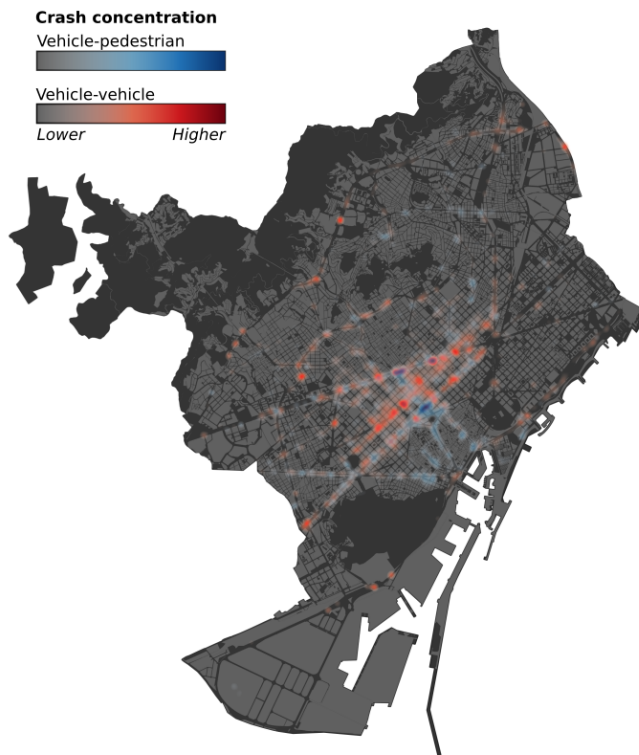 Crash concentration
Vehicle-pedestrian
Vehicle-vehicle
Lower Higher